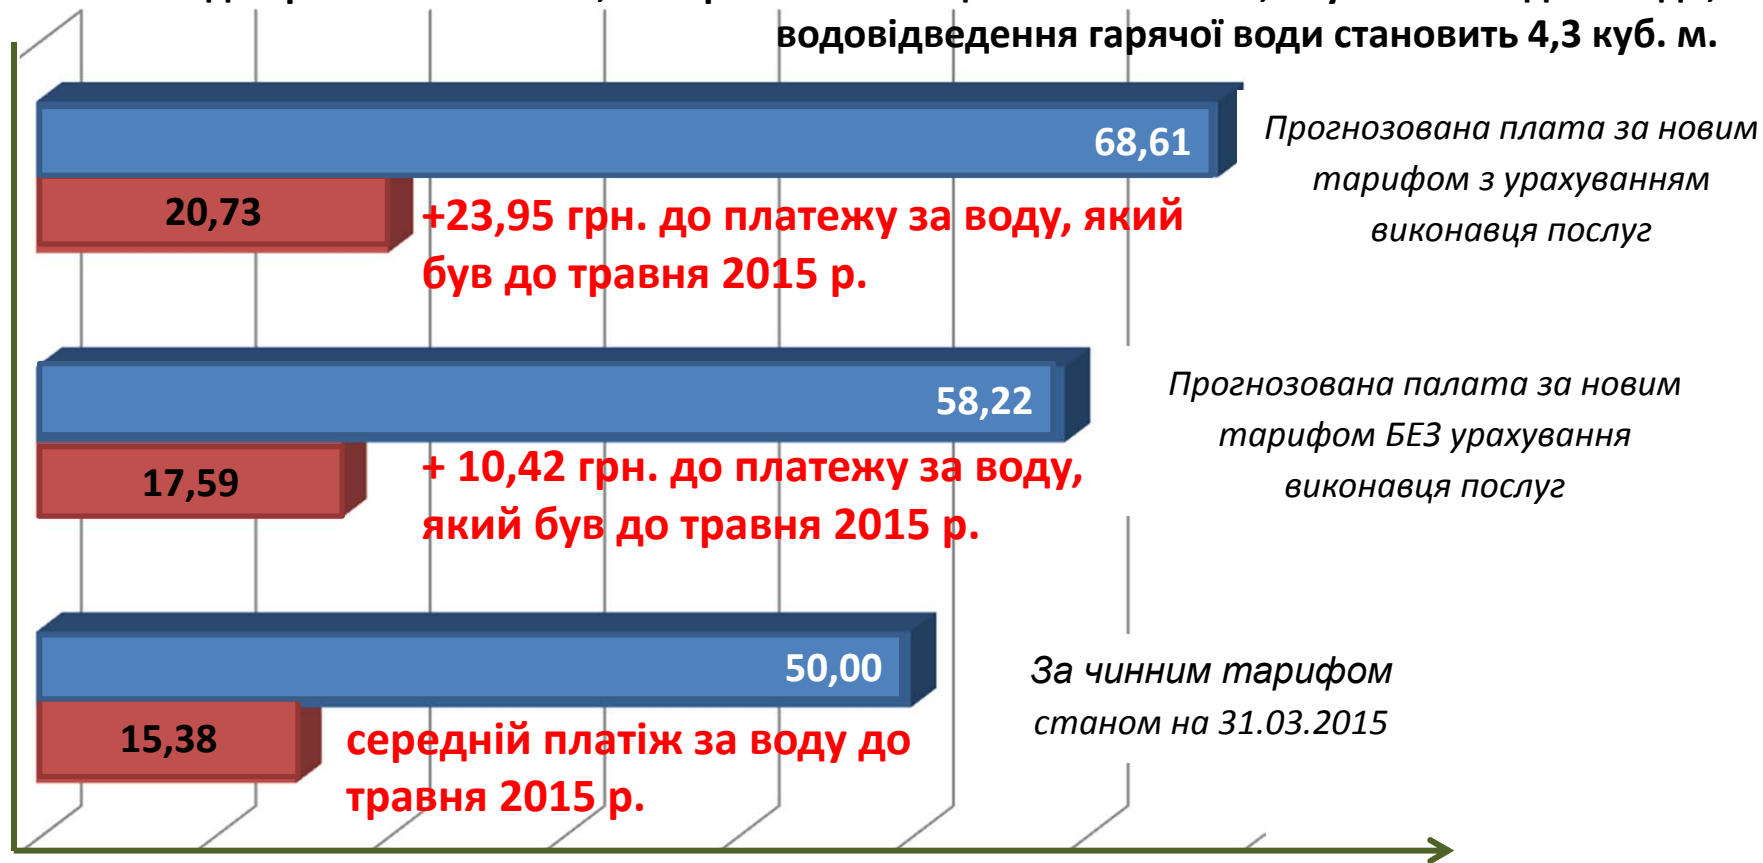 водовідведення гарячої води становить 4,3 куб. м.
68,61
Прогнозована плата за новим
тарифом з урахуванням
виконавця послуг
20,73
+23,95 грн. до платежу за воду, який
був до травня 2015 р.
58,22
Прогнозована палата за новим
тарифом БЕЗ урахування
виконавця послуг
17,59
+ 10,42 грн. до платежу за воду,
який був до травня 2015 р.
50,00
За чинним тарифом
станом на 31.03.2015
15,38
середній платіж за воду до
травня 2015 р.